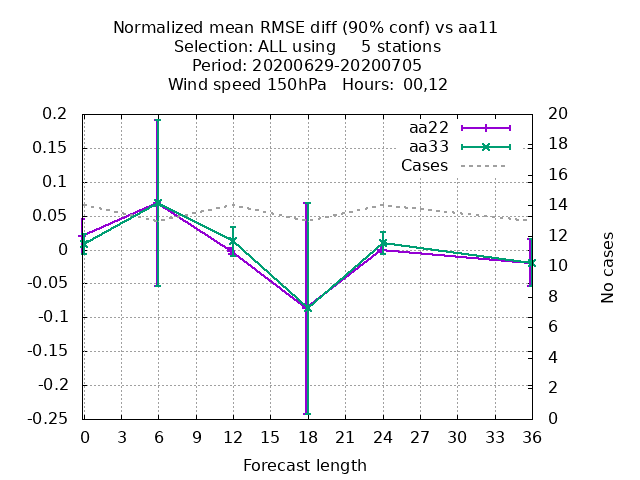 Normalized mean RMSE diff (90% conf) vs aa11
Selection: ALL using 5 stations
Period: 20200629-20200705
Wind speed 150hPa Hours: 00,12
aa22
aa33
Cases
0.2
0.15
0.1
0.05
0
-0.05
-0.1
-0.15
-0.2
-0.25
20
18
16
14
12
10
8
6
4
2
0
No cases
0 3 6 9 12 15 18 21 24 27 30 33 36
Forecast length